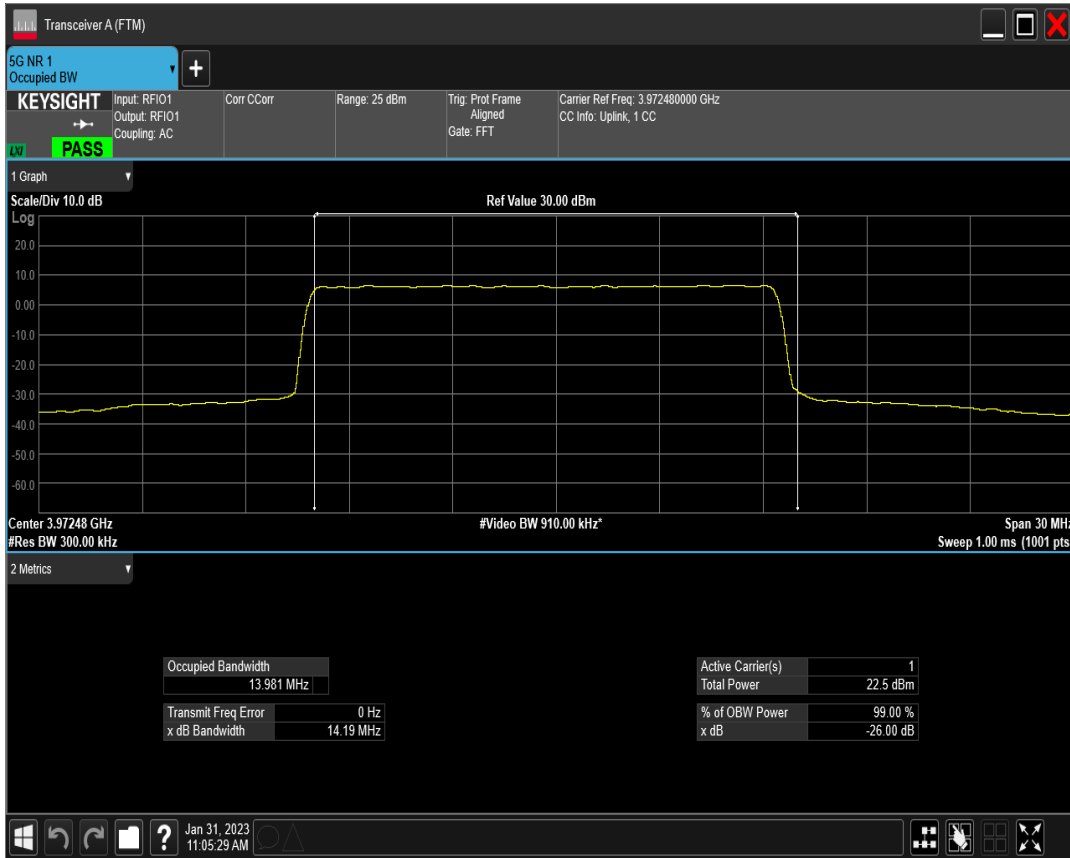 Transceiver A (FTM)
5G NR 1
Occupied BW
+
KEYSIGHT
LXI
PASS
Input: RFIO1
Output: RFIO1
Coupling: AC
Corr CCorr
Range: 25 dBm
Trig: Prot Frame
Aligned
Gate: FFT
Carrier Ref Freq: 3.972480000 GHz
CC Info: Uplink, 1 CC
1 Graph
Scale/Div 10.0 dB
Ref Value 30.00 dBm
Log
20.0
10.0
0.00
-10.0
-20.0
-30.0
-40.0
-50.0
-60.0
Center 3.97248 GHz
#Video BW 910.00 kHz*
Span 30 MHz
#Res BW 300.00 kHz
Sweep 1.00 ms (1001 pts
2 Metrics
Occupied Bandwidth
13.981 MHz
Transmit Freq Error 0 Hz
x dB Bandwidth 14.19 MHz
Active Carrier(s) 1
Total Power 22.5 dBm
% of OBW Power 99.00 %
x dB -26.00 dB
?
Jan 31, 2023
11:05:29 AM